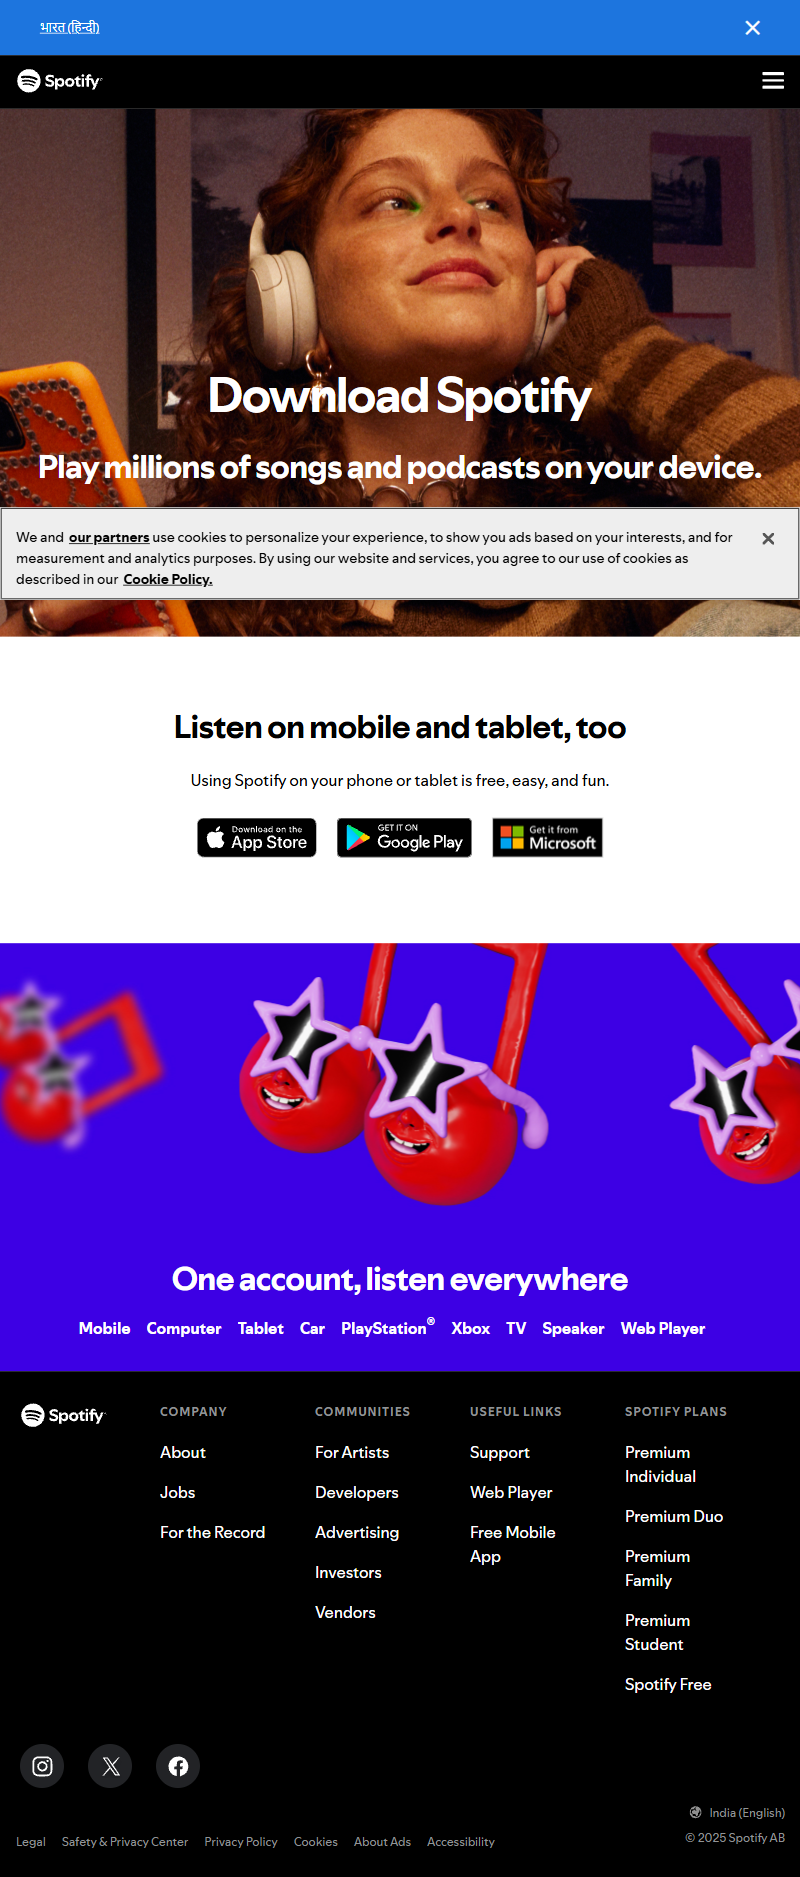 भारत (हिन्दी)
Spotify
Download Spotify
Play millions of songs and podcasts on your device.
We and our partners use cookies to personalize your experience, to show you ads based on your interests, and for
measurement and analytics purposes. By using our website and services, you agree to our use of cookies as
described in our Cookie Policy.
Listen on mobile and tablet, too
Using Spotify on your phone or tablet is free, easy, and fun.
Download on the
App Store
GET IT ON
Google Play
Get it from
Microsoft
One account, listen everywhere
Mobile Computer Tablet Car PlayStation® Xbox TV Speaker Web Player
Spotify
COMPANY
About
Jobs
For the Record
COMMUNITIES
For Artists
Developers
Advertising
Investors
Vendors
USEFUL LINKS
Support
Web Player
Free Mobile
App
SPOTIFY PLANS
Premium
Individual
Premium Duo
Premium
Family
Premium
Student
Spotify Free
India (English)
Legal Safety & Privacy Center Privacy Policy Cookies About Ads Accessibility
© 2025 Spotify AB